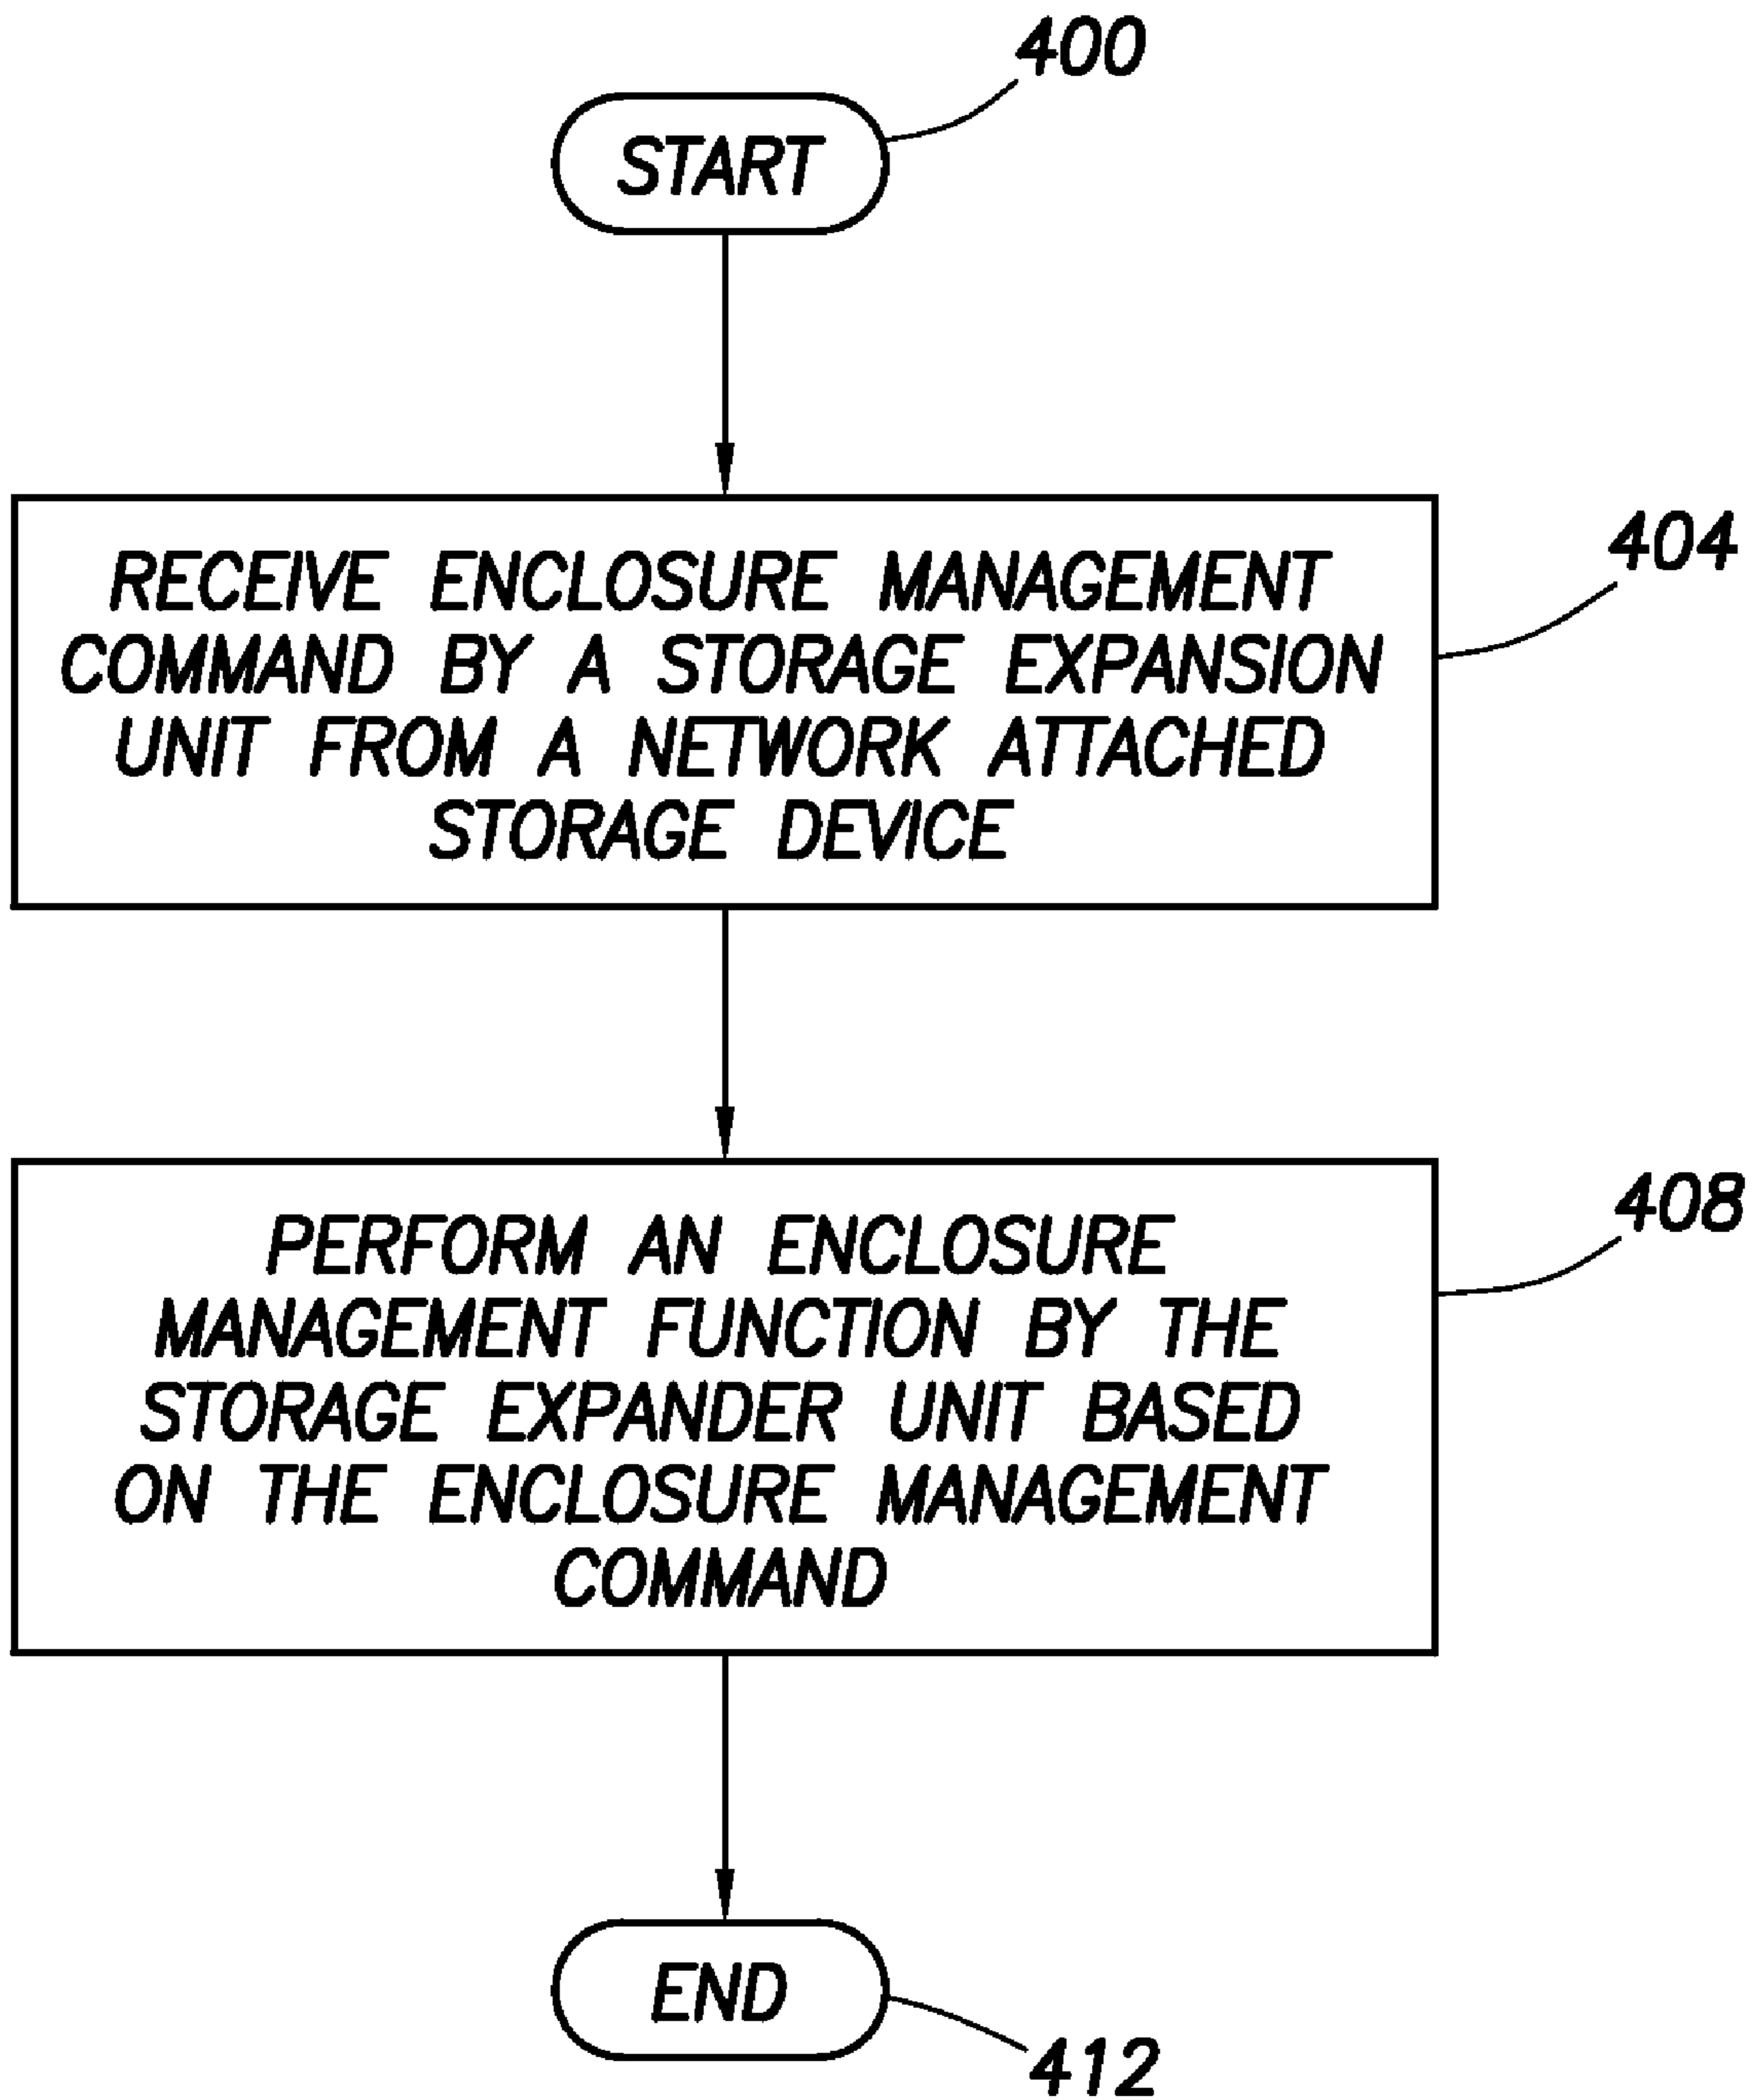 400
START
404
RECEIVE ENCLOSURE MANAGEMENT
COMMAND BY A STORAGE EXPANSION
UNIT FROM A NETWORK ATTACHED
STORAGE DEVICE
408
PERFORM AN ENCLOSURE
MANAGEMENT FUNCTION BY THE
STORAGE EXPANDER UNIT BASED
ON THE ENCLOSURE MANAGEMENT
COMMAND
END
412